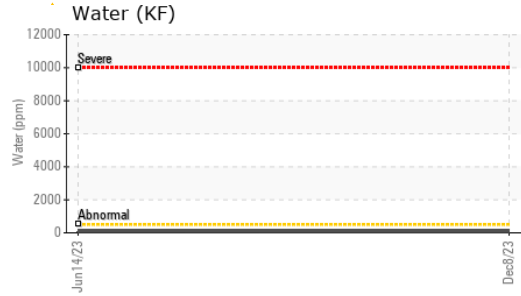 Water (KF)
12000
Severe
10000
8000
6000
4000
2000
Abnormal
0
Water (ppm)
Jun14/23
Dec8/23